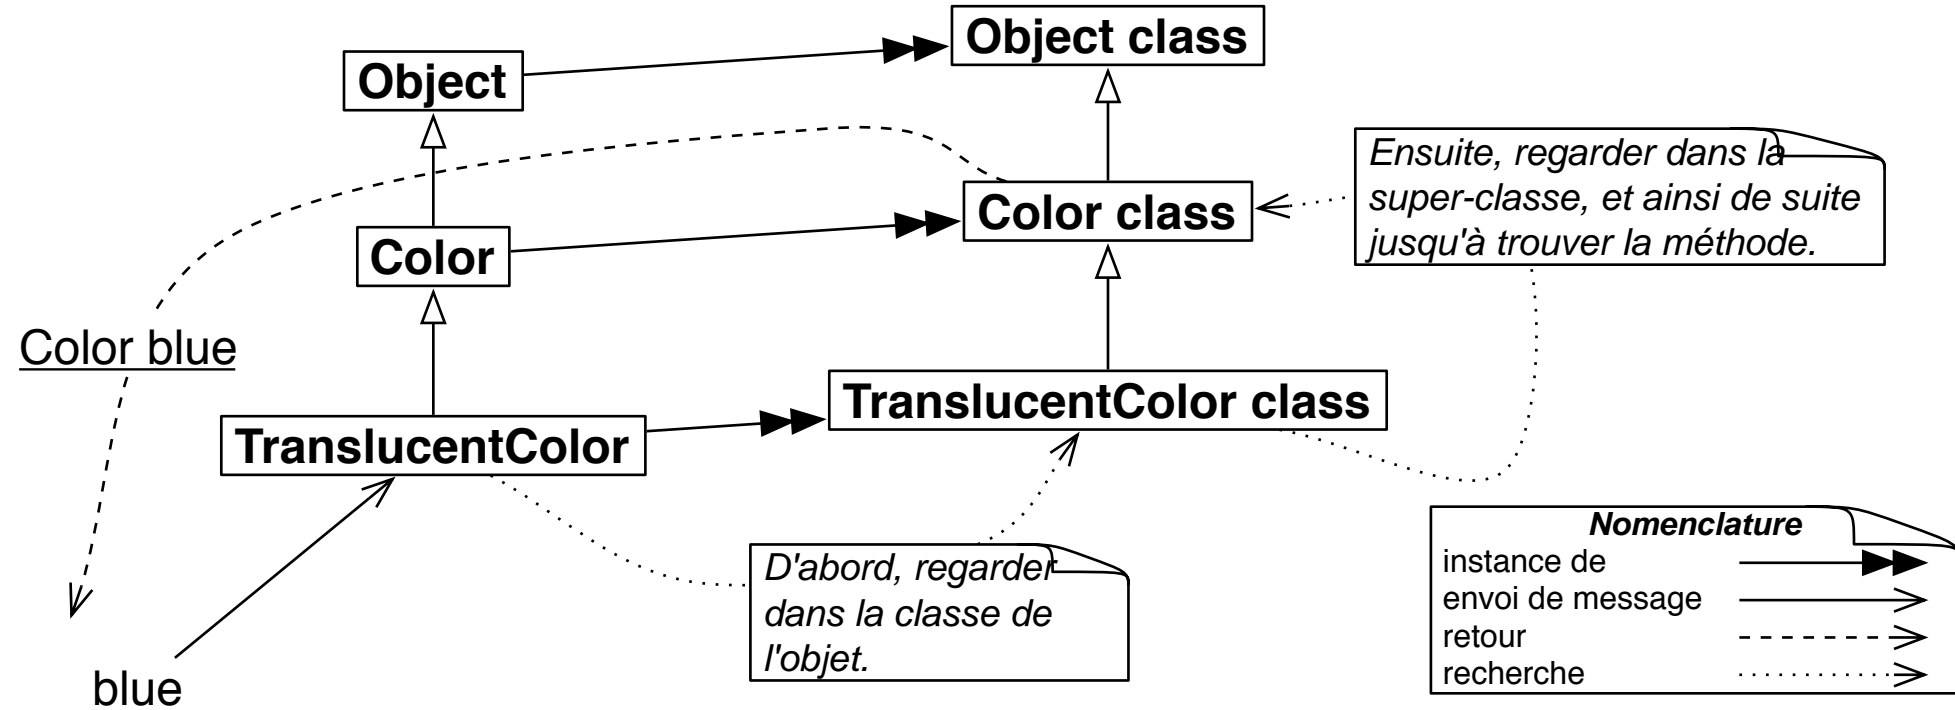 Object class
Object
Ensuite, regarder dans la
super-classe, et ainsi de suite
jusqu'à trouver la méthode.
Color class
Color
Color blue
TranslucentColor class
TranslucentColor
D'abord, regarder
dans la classe de
l'objet.
blue
Nomenclature
instance de
envoi de message
retour
recherche